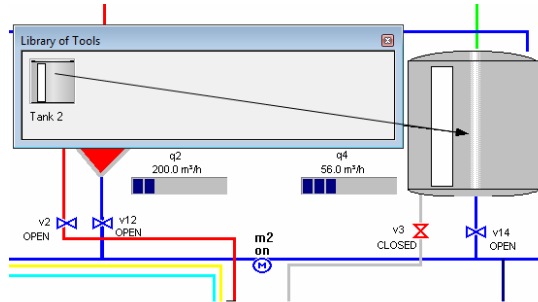 Library of Tools
Tank 2
q2
200.0 m³/h
q4
56.0 m³/h
v2
OPEN
v12
OPEN
m2
on
M
v3
CLOSED
v14
OPEN